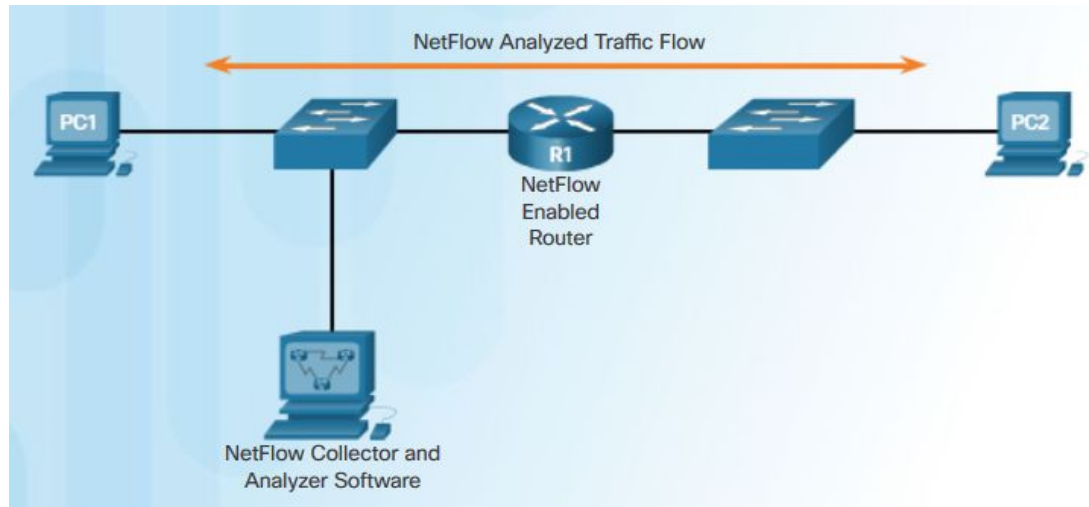 NetFlow Analyzed Traffic Flow
PC1
R1
PC2
NetFlow
Enabled
Router
NetFlow Collector and
Analyzer Software